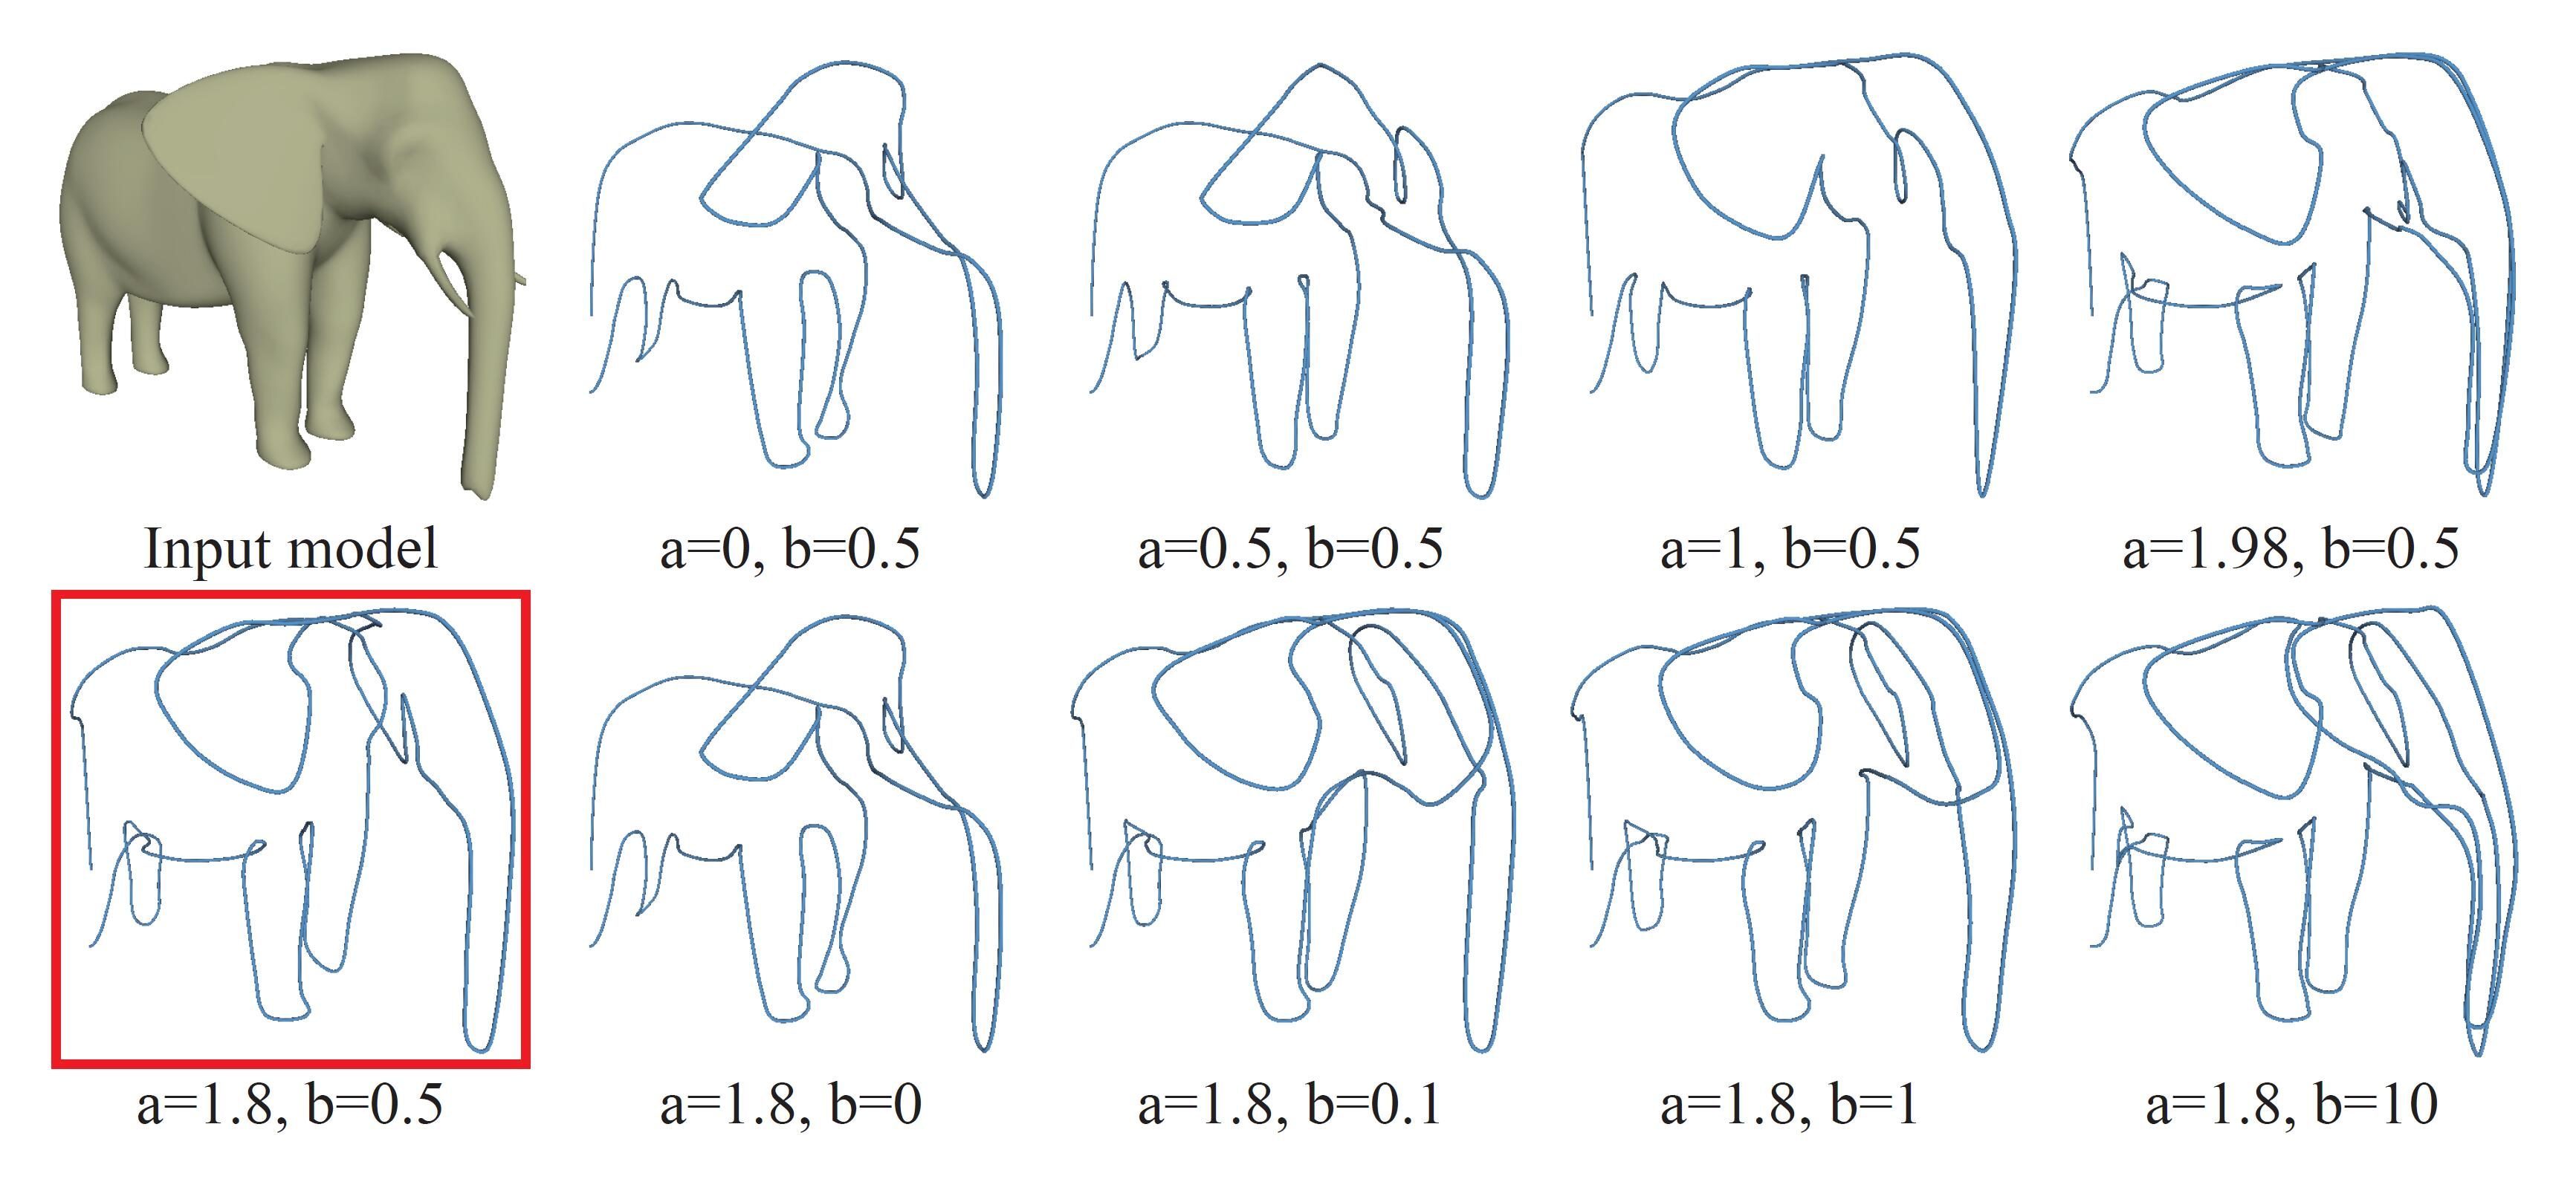 Input model
a=0, b=0.5
a=0.5, b=0.5
a=1, b=0.5
a=1.98, b=0.5
a=1.8, b=0.5
a=1.8, b=0
a=1.8, b=0.1
a=1.8, b=1
a=1.8, b=10